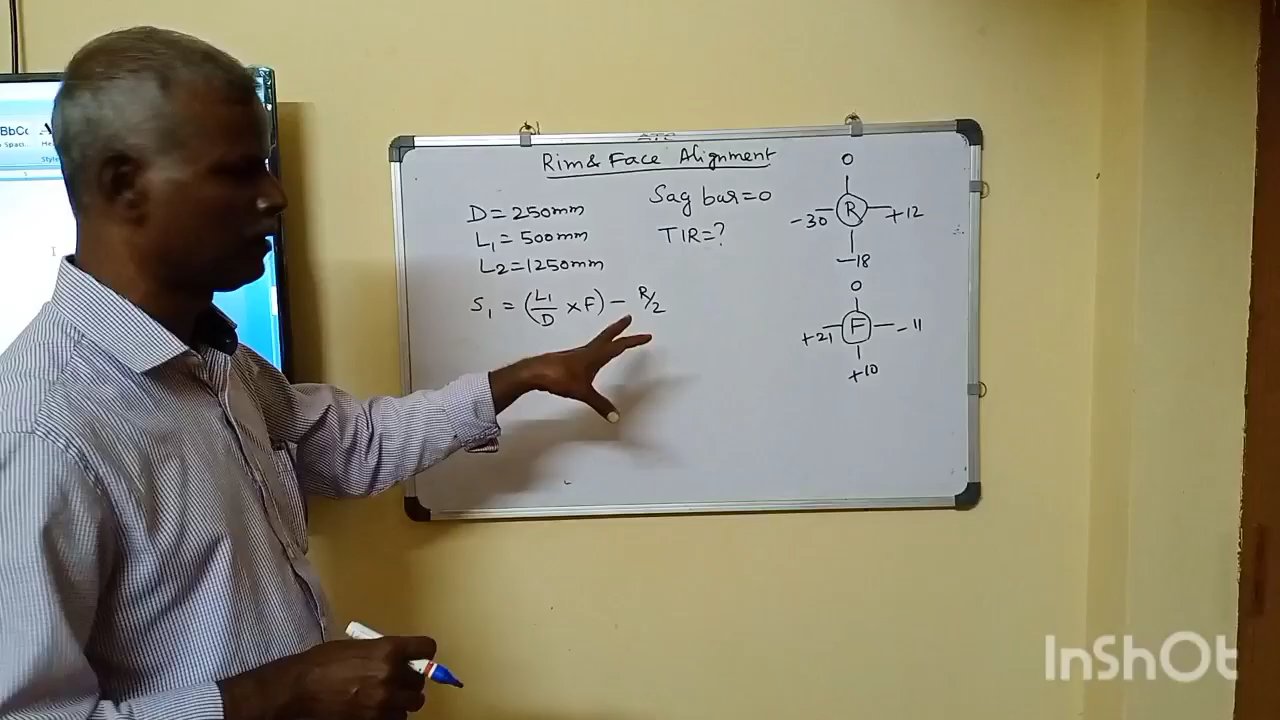 Rim & Face Alignment
D = 250mm
L1 = 500mm
L2 = 1250mm
S1 = (L1/D × F) - R/2
Sag bar = 0
TIR = ?
0
-30 R +12
-18
0
+21 F -11
+10
InShOt